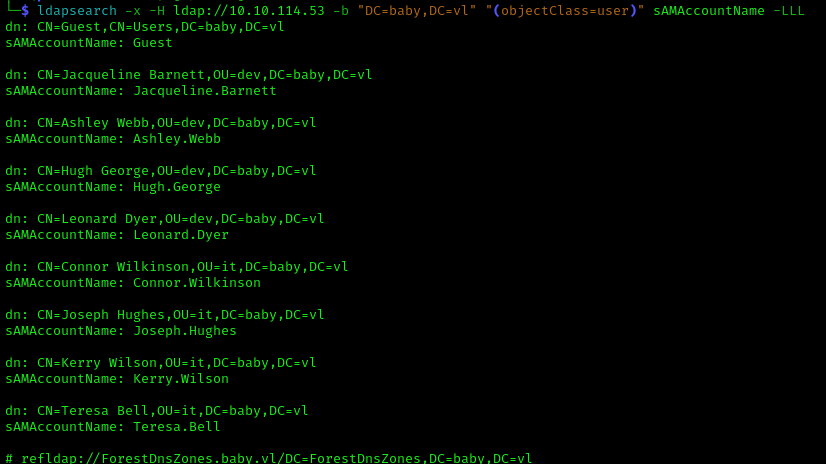 └─$ ldapsearch -x -H ldap://10.10.114.53 -b "DC=baby,DC=vl" "(objectClass=user)" sAMAccountName -LLL
dn: CN=Guest,CN=Users,DC=baby,DC=vl
sAMAccountName: Guest
dn: CN=Jacqueline Barnett,OU=dev,DC=baby,DC=vl
sAMAccountName: Jacqueline.Barnett
dn: CN=Ashley Webb,OU=dev,DC=baby,DC=vl
sAMAccountName: Ashley.Webb
dn: CN=Hugh George,OU=dev,DC=baby,DC=vl
sAMAccountName: Hugh.George
dn: CN=Leonard Dyer,OU=dev,DC=baby,DC=vl
sAMAccountName: Leonard.Dyer
dn: CN=Connor Wilkinson,OU=it,DC=baby,DC=vl
sAMAccountName: Connor.Wilkinson
dn: CN=Joseph Hughes,OU=it,DC=baby,DC=vl
sAMAccountName: Joseph.Hughes
dn: CN=Kerry Wilson,OU=it,DC=baby,DC=vl
sAMAccountName: Kerry.Wilson
dn: CN=Teresa Bell,OU=it,DC=baby,DC=vl
sAMAccountName: Teresa.Bell
# refldap://ForestDnsZones.baby.vl/DC=ForestDnsZones,DC=baby,DC=vl